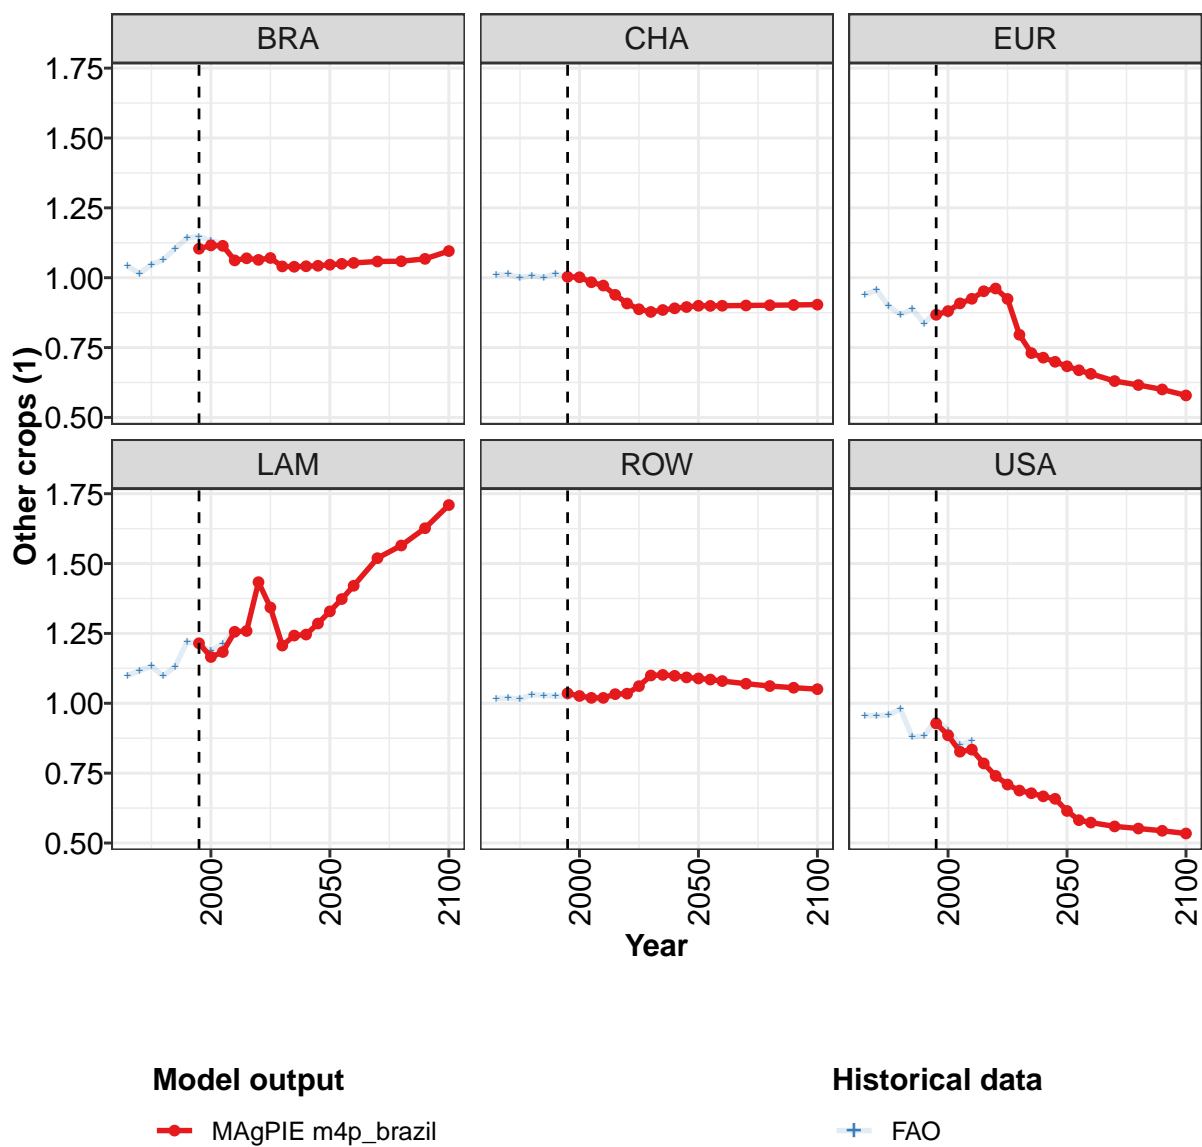 BRA
CHA
EUR
1.75
1.50
1.25
1.00
0.75
0.50
LAM
ROW
USA
1.75
1.50
1.25
1.00
0.75
0.50
Other crops (1)
2000
2050
2100
2000
2050
2100
2000
2050
2100
Year
Model output
Historical data
MAgPIE m4p_brazil
FAO